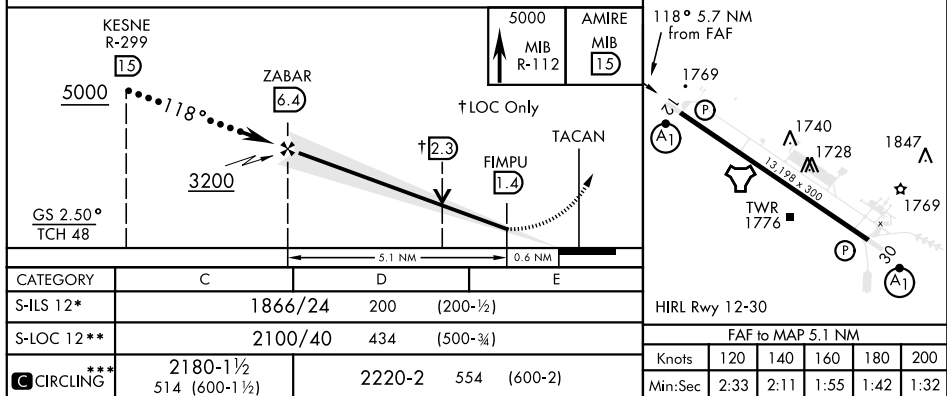 KESNE
R-299
15
5000
118°
ZABAR
6.4
3200
GS 2.50°
TCH 48
†LOC Only
†2.3
FIMPU
1.4
TACAN
5.1 NM
0.6 NM
5000
MIB
R-112
AMIRE
MIB
15
118° 5.7 NM
from FAF
1769
12
P
A1
1740
1728
1847
13,198 x 300
1769
TWR
1776
x
P
30
A1
HIRL Rwy 12-30
CATEGORY C D E
S-ILS 12* 1866/24 200 (200-½)
S-LOC 12** 2100/40 434 (500-¾)
C CIRCLING*** 2180-1½ 514 (600-1½) 2220-2 554 (600-2)
FAF to MAP 5.1 NM
Knots 120 140 160 180 200
Min:Sec 2:33 2:11 1:55 1:42 1:32